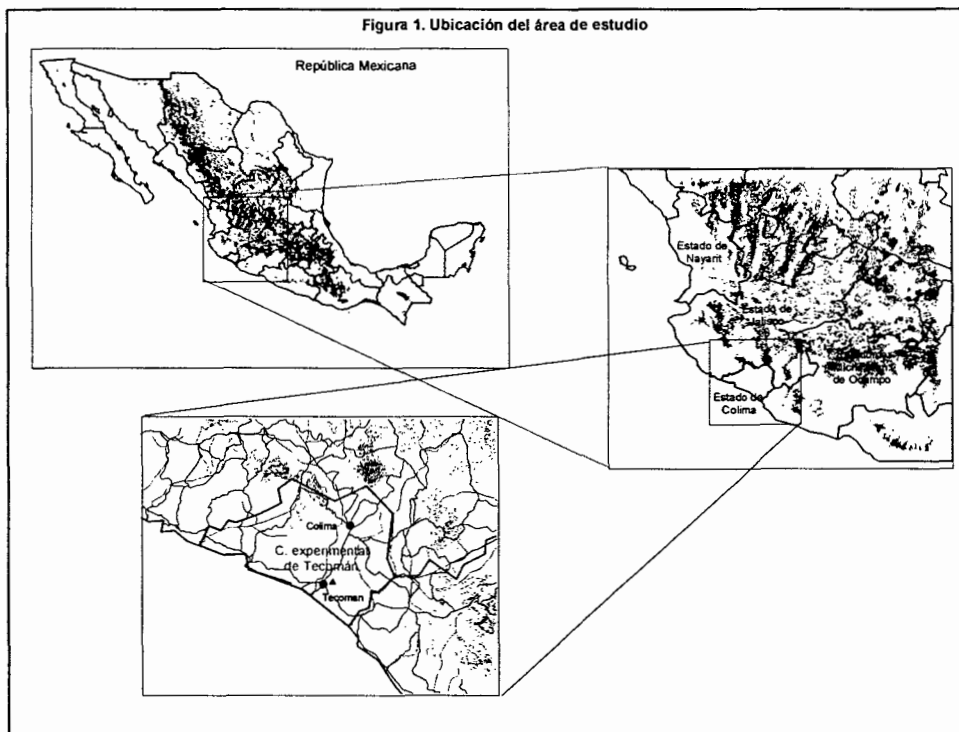 Figura 1. Ubicación del área de estudio
República Mexicana
Estado de
Nayarit
Estado de
Jalisco
de Ocampo
Estado de
Colima
Colima
C. experimental
de Tecomán
Tecoman